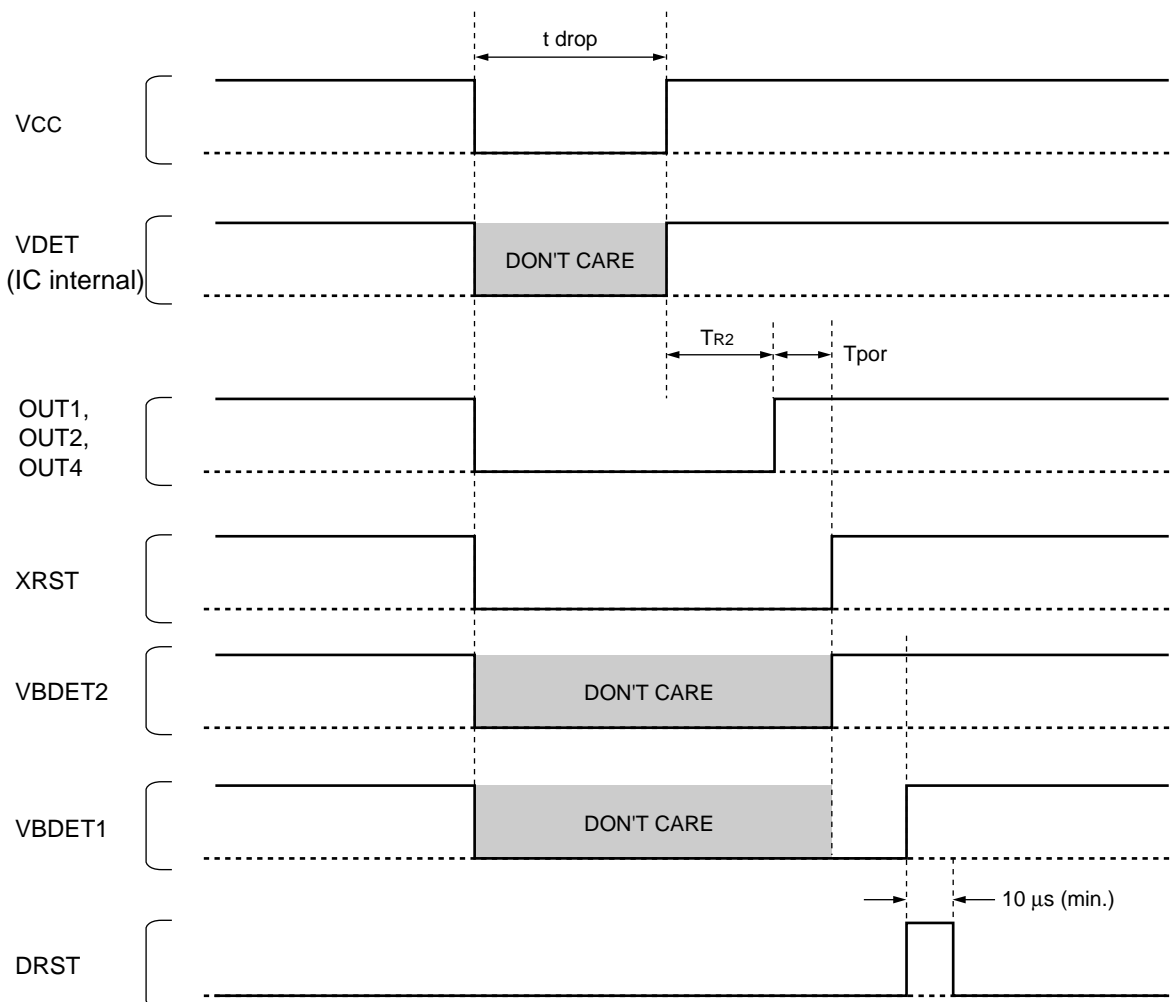 t drop
VCC
VDET
(IC internal)
DON'T CARE
TR2
Tpor
OUT1,
OUT2,
OUT4
XRST
VBDET2
DON'T CARE
VBDET1
DON'T CARE
10 μs (min.)
DRST